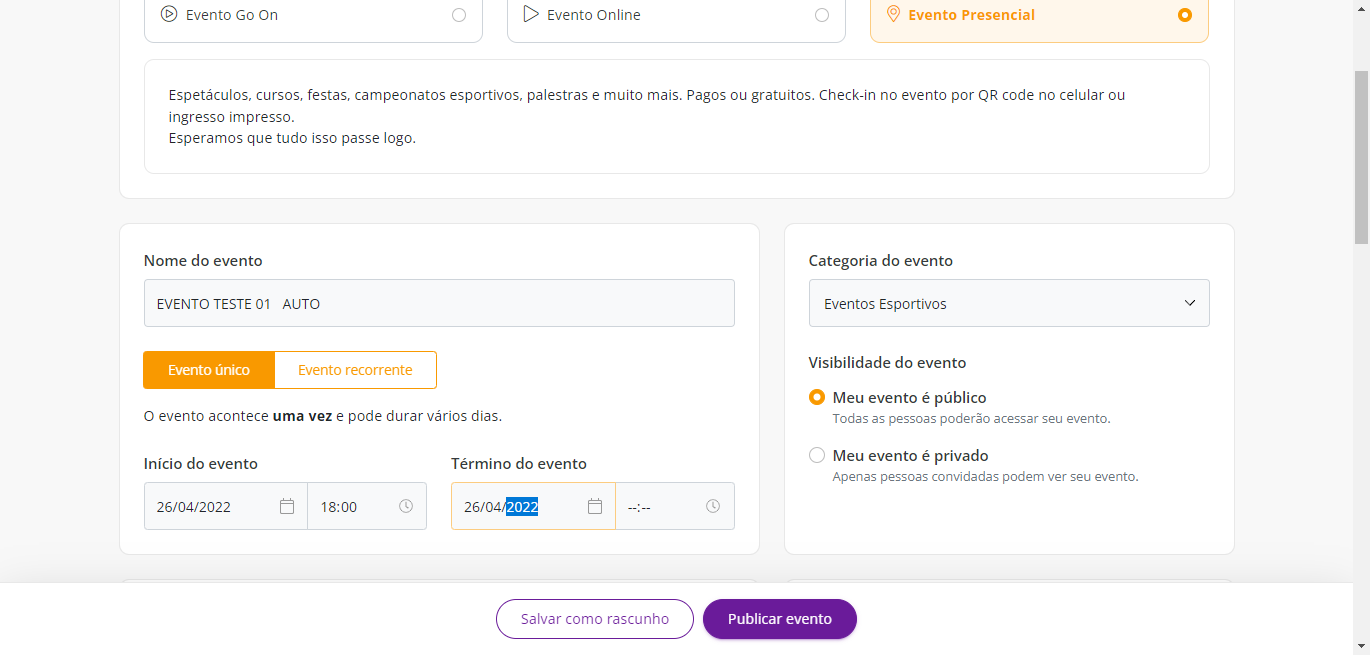 Evento Go On
Evento Online
Evento Presencial
Espetáculos, cursos, festas, campeonatos esportivos, palestras e muito mais. Pagos ou gratuitos. Check-in no evento por QR code no celular ou
ingresso impresso.
Esperamos que tudo isso passe logo.
Nome do evento
EVENTO TESTE 01   AUTO
Evento único
Evento recorrente
O evento acontece uma vez e pode durar vários dias.
Início do evento
26/04/2022
18:00
Término do evento
26/04/2022
--:--
Categoria do evento
Eventos Esportivos
Visibilidade do evento
Meu evento é público
Todas as pessoas poderão acessar seu evento.
Meu evento é privado
Apenas pessoas convidadas podem ver seu evento.
Salvar como rascunho
Publicar evento